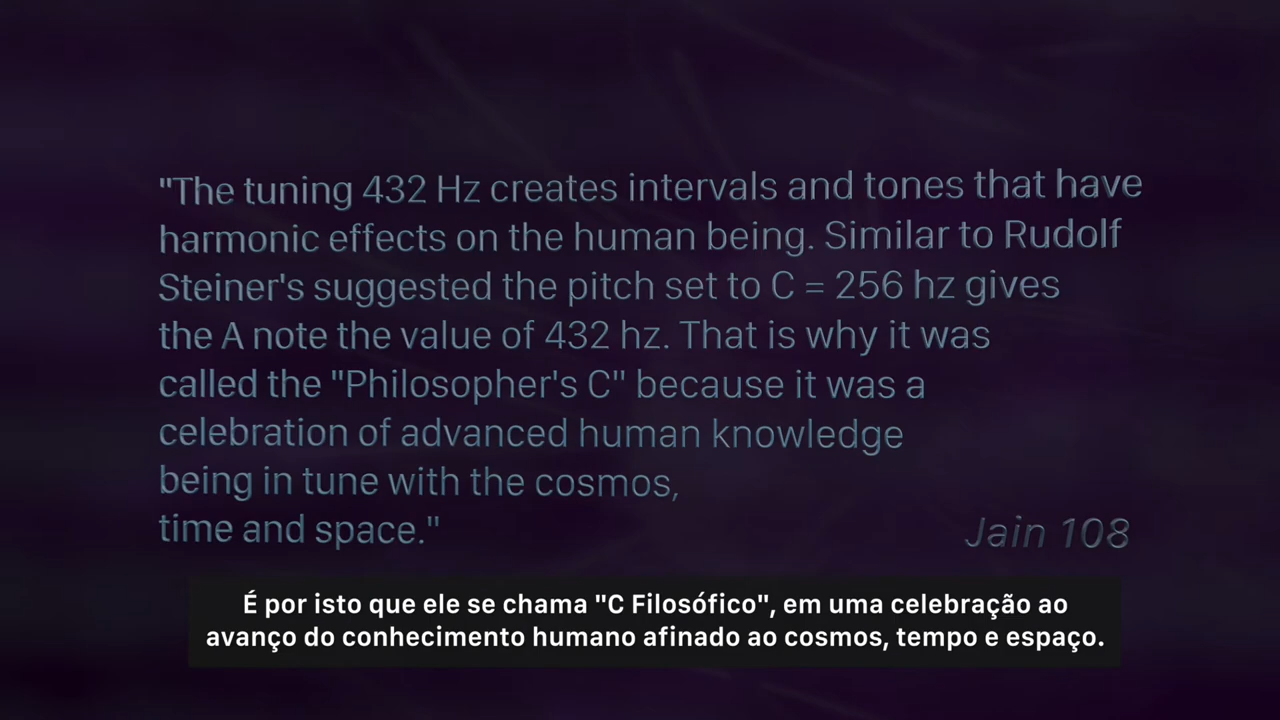 "The tuning 432 Hz creates intervals and tones that have
harmonic effects on the human being. Similar to Rudolf
Steiner's suggested the pitch set to C = 256 hz gives
the A note the value of 432 hz. That is why it was
called the "Philosopher's C" because it was a
celebration of advanced human knowledge
being in tune with the cosmos,
time and space."
Jain 108
É por isto que ele se chama "C Filosófico", em uma celebração ao
avanço do conhecimento humano afinado ao cosmos, tempo e espaço.